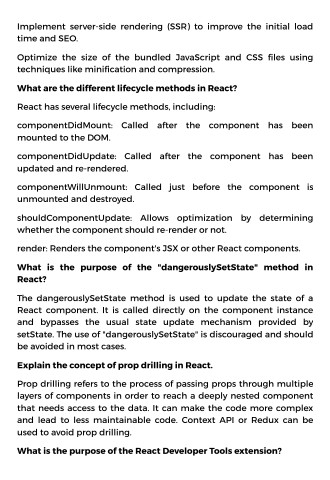 Implement server-side rendering (SSR) to improve the initial load
time and SEO.
Optimize the size of the bundled JavaScript and CSS files using
techniques like minification and compression.
What are the different lifecycle methods in React?
React has several lifecycle methods, including:
componentDidMount: Called after the component has been
mounted to the DOM.
componentDidUpdate: Called after the component has been
updated and re-rendered.
componentWillUnmount: Called just before the component is
unmounted and destroyed.
shouldComponentUpdate: Allows optimization by determining
whether the component should re-render or not.
render: Renders the component's JSX or other React components.
What is the purpose of the "dangerouslySetState" method in
React?
The dangerouslySetState method is used to update the state of a
React component. It is called directly on the component instance
and bypasses the usual state update mechanism provided by
setState. The use of "dangerouslySetState" is discouraged and should
be avoided in most cases.
Explain the concept of prop drilling in React.
Prop drilling refers to the process of passing props through multiple
layers of components in order to reach a deeply nested component
that needs access to the data. It can make the code more complex
and lead to less maintainable code. Context API or Redux can be
used to avoid prop drilling.
What is the purpose of the React Developer Tools extension?